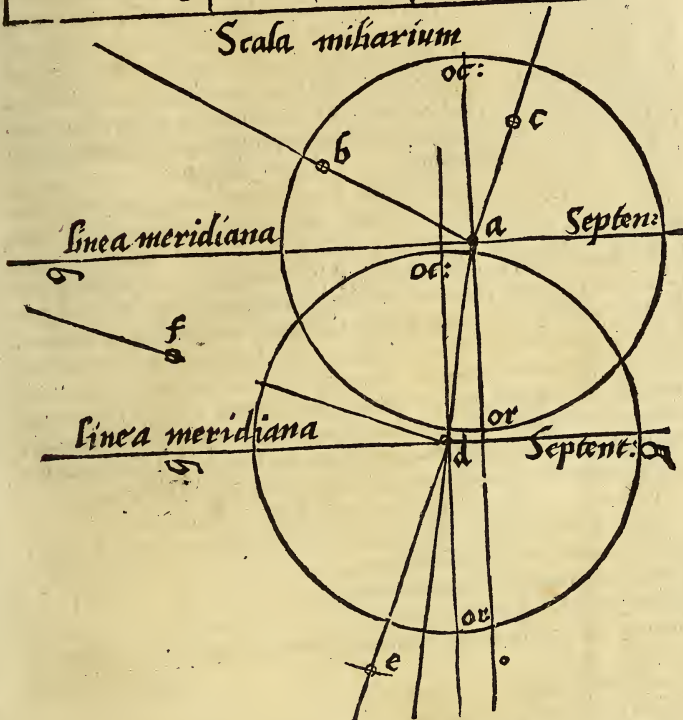 Scala miliarium
oc:
c
b
a
linea meridiana
Septen:
g
oc:
f
or
linea meridiana
d
Septent:
g
or
e